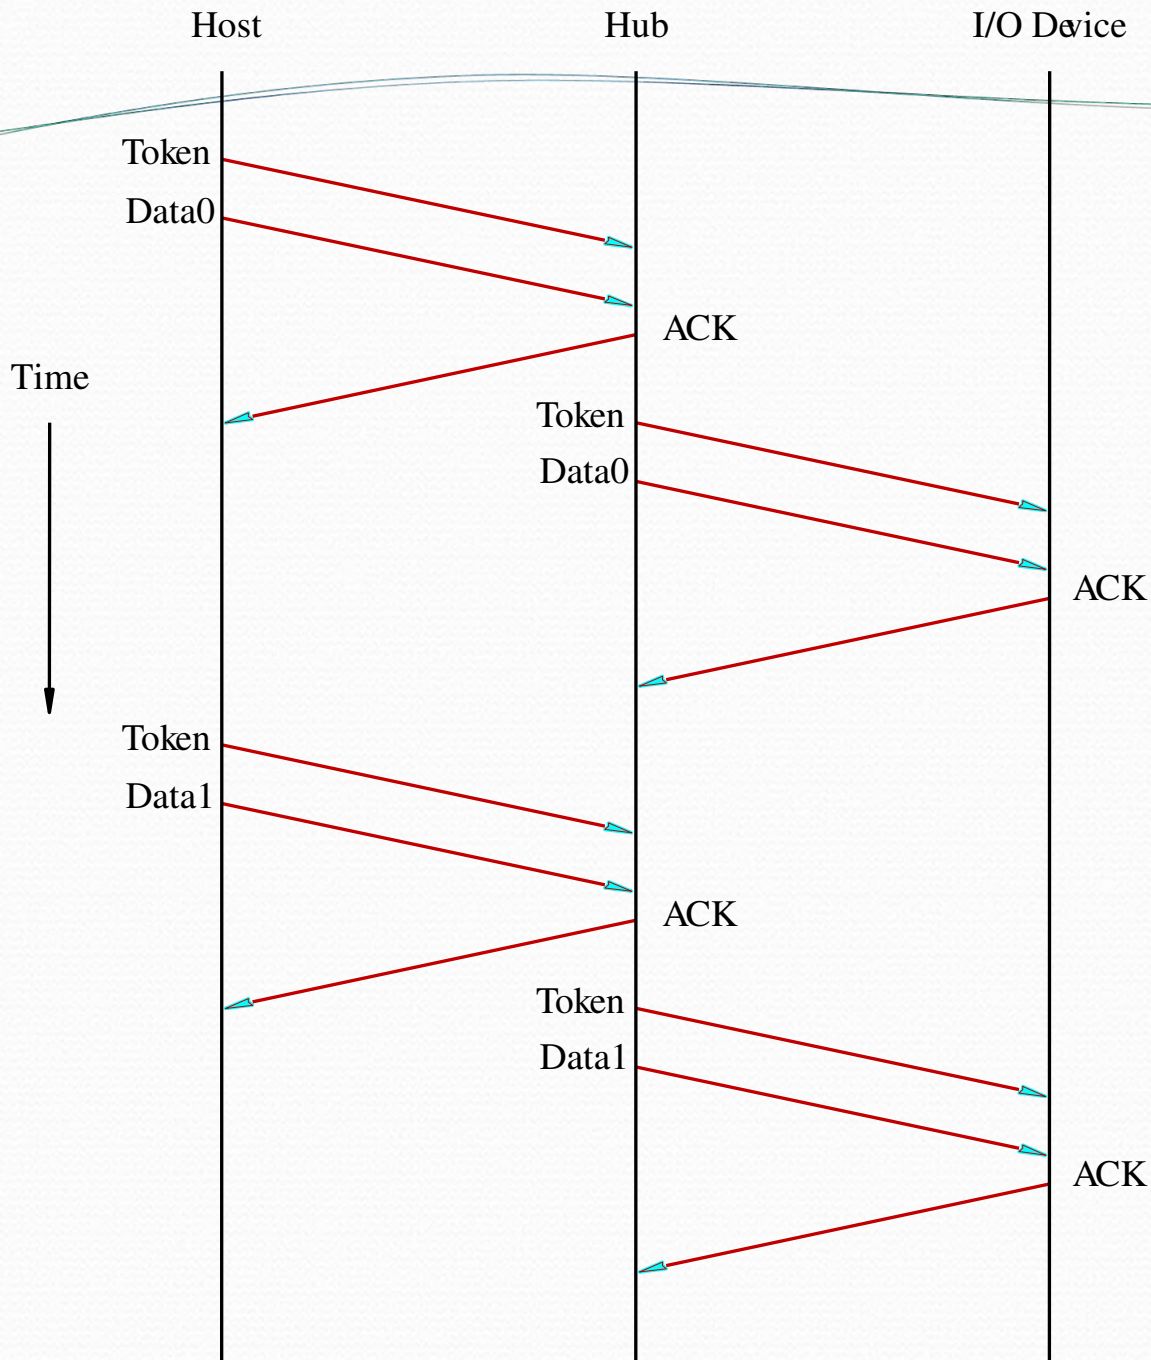 Host
Hub
I/O Device
Token
Data0
ACK
Time
Token
Data0
ACK
Token
Data1
ACK
Token
Data1
ACK